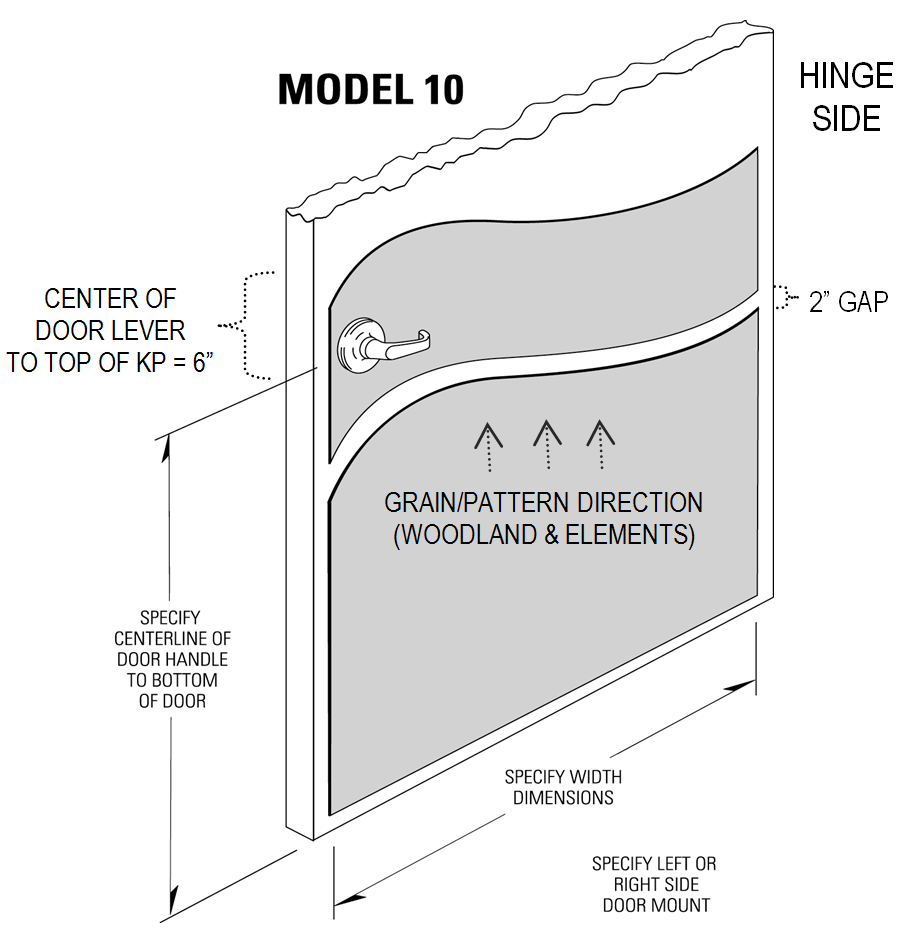 MODEL 10
HINGE
SIDE
CENTER OF
DOOR LEVER
TO TOP OF KP = 6”
2” GAP
GRAIN/PATTERN DIRECTION
(WOODLAND & ELEMENTS)
SPECIFY
CENTERLINE OF
DOOR HANDLE
TO BOTTOM
OF DOOR
SPECIFY WIDTH
DIMENSIONS
SPECIFY LEFT OR
RIGHT SIDE
DOOR MOUNT